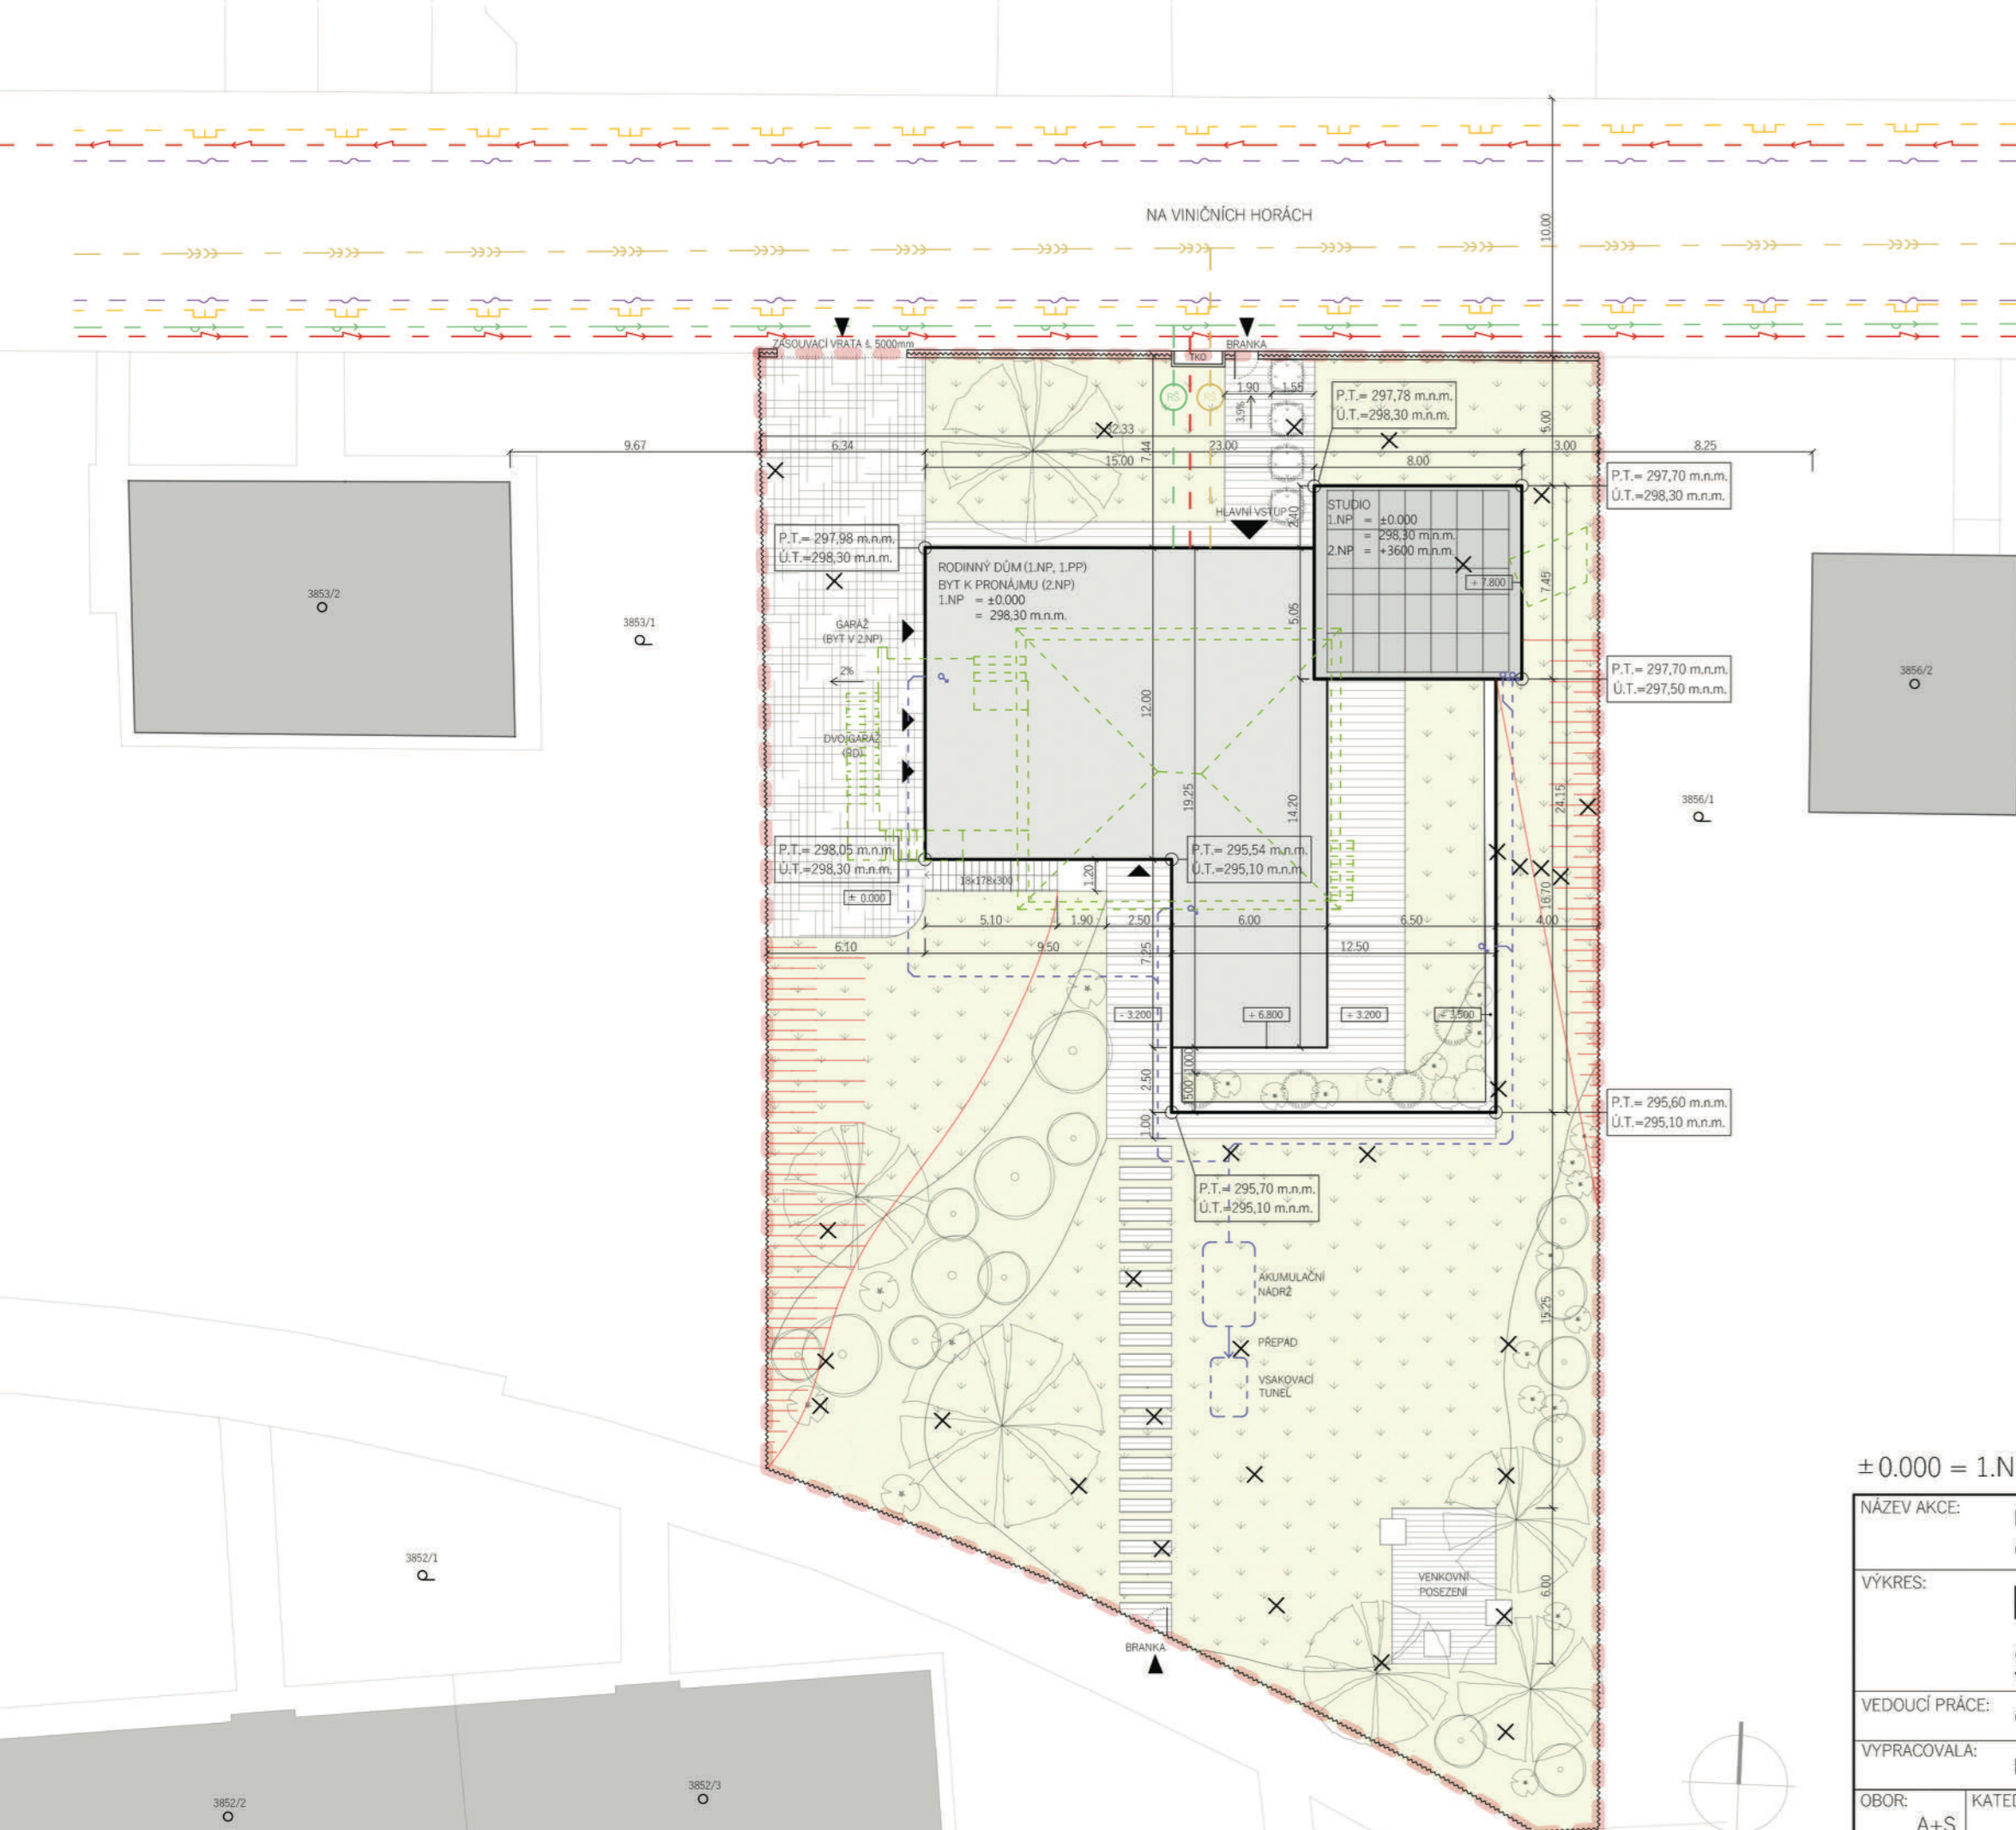 NA VINIČNÍCH HORÁCH
10.00
ZASOUVACÍ VRATA š. 5000mm
BRANKA
TKO
RŠ
RŠ
1.90
1.55
3,9%
P.T.= 297,78 m.n.m.
Ú.T.=298,30 m.n.m.
5.00
32.33
9.67
6.34
7.44
23.00
3.00
8.25
15.00
8.00
P.T.= 297,70 m.n.m.
Ú.T.=298,30 m.n.m.
HLAVNÍ VSTUP
2.40
STUDIO
1.NP = ±0.000
= 298,30 m.n.m.
2.NP = +3600 m.n.m.
+ 7.800
7.45
P.T.= 297,98 m.n.m.
Ú.T.=298,30 m.n.m.
RODINNÝ DŮM (1.NP, 1.PP)
BYT K PRONÁJMU (2.NP)
1.NP = ±0.000
= 298,30 m.n.m.
5.05
3853/2
3853/1
GARÁŽ
(BYT V 2.NP)
2%
P.T.= 297,70 m.n.m.
Ú.T.=297,50 m.n.m.
3856/2
12.00
DVOJGARÁŽ
(RD)
19.25
14.20
24.15
3856/1
P.T.= 298,05 m.n.m.
Ú.T.=298,30 m.n.m.
P.T.= 295,54 m.n.m.
Ú.T.=295,10 m.n.m.
18x178x300
1.20
± 0.000
16.70
5.10
1.90
2.50
6.00
6.50
4.00
6.10
9.50
7.25
12.50
- 3.200
+ 6.800
+ 3.200
+ 3.500
1000
2.50
1500
1.00
P.T.= 295,60 m.n.m.
Ú.T.=295,10 m.n.m.
P.T.= 295,70 m.n.m.
Ú.T.=295,10 m.n.m.
AKUMULAČNÍ
NÁDRŽ
15.25
PŘEPAD
VSAKOVACÍ
TUNEL
VENKOVNÍ
POSEZENÍ
6.00
BRANKA
3852/1
3852/2
3852/3
±0.000 = 1.N
NÁZEV AKCE:
VÝKRES:
VEDOUCÍ PRÁCE:
VYPRACOVALA:
OBOR:
A+S